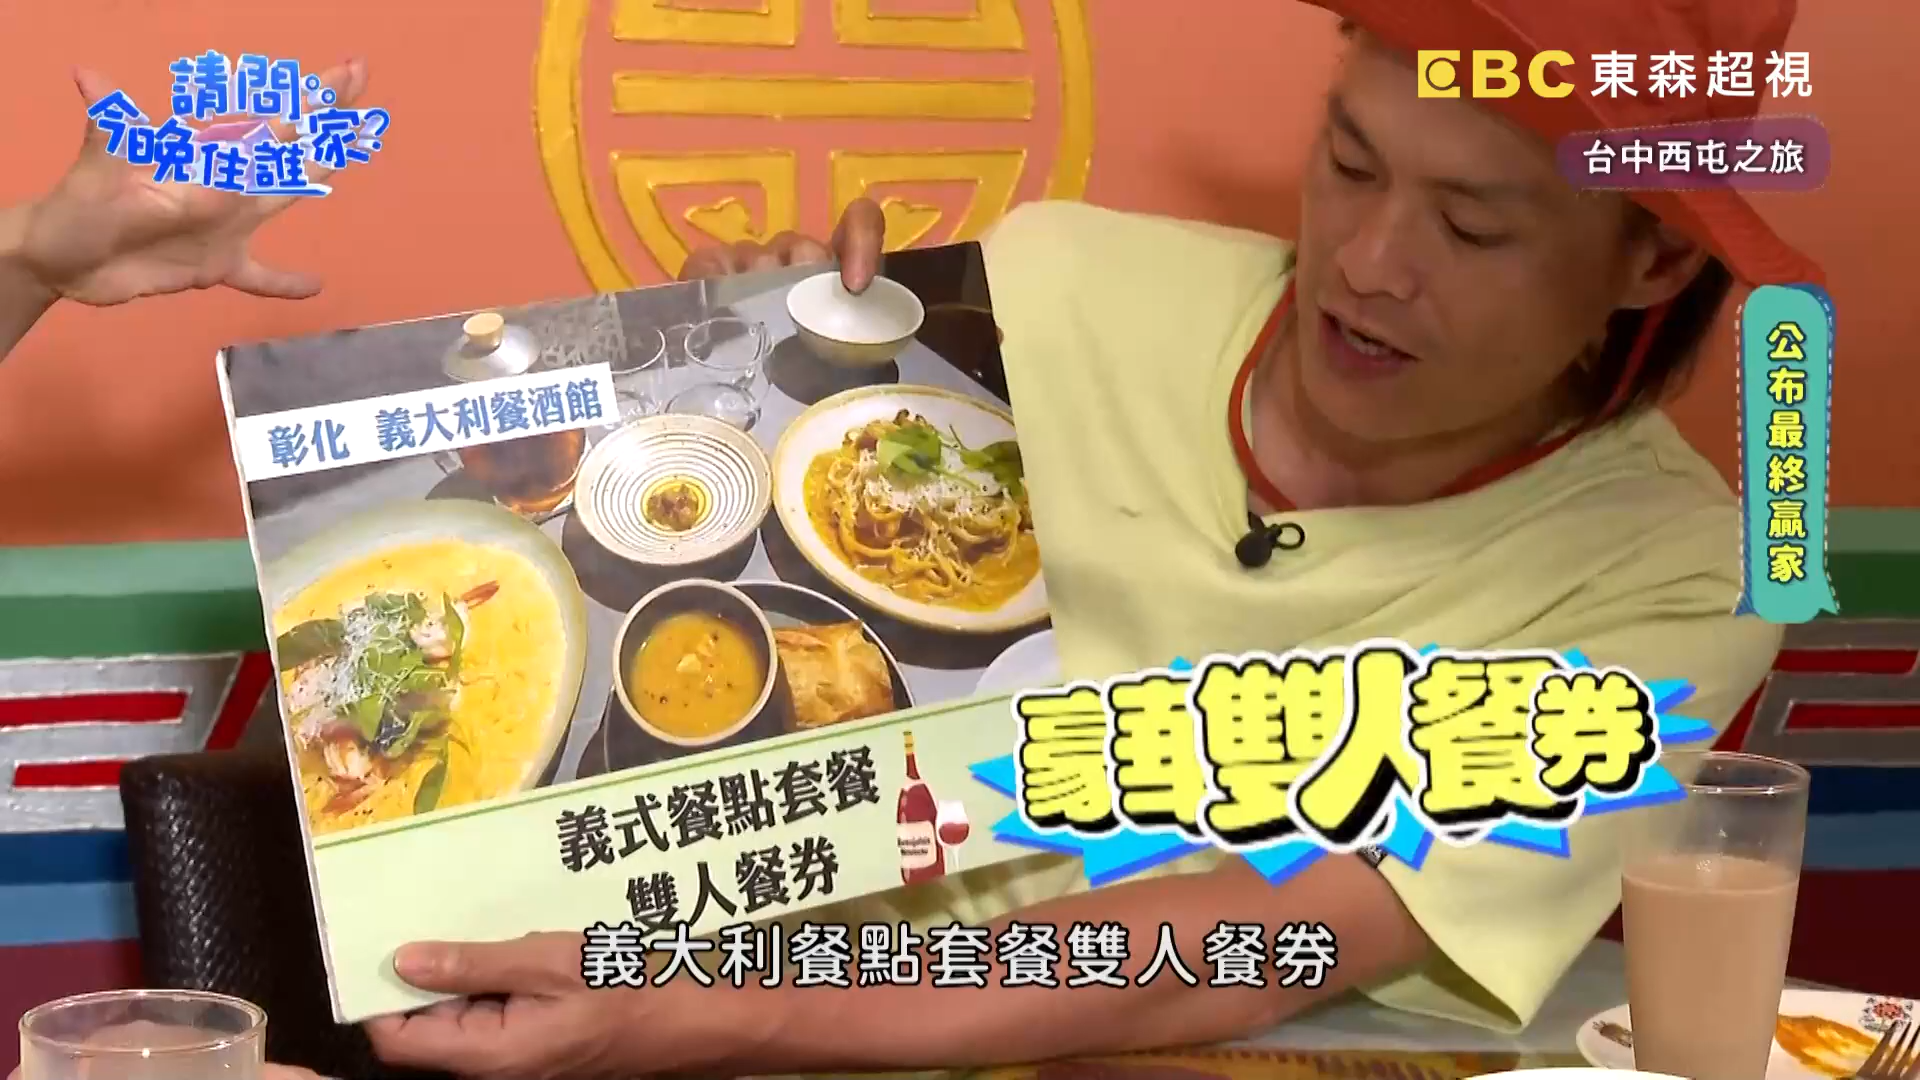 請問
今晚住誰家?
EBC 東森超視
台中西屯之旅
公布最終贏家
彰化 義大利餐酒館
義式餐點套餐
雙人餐券
豪華雙人餐券
義大利餐點套餐雙人餐券